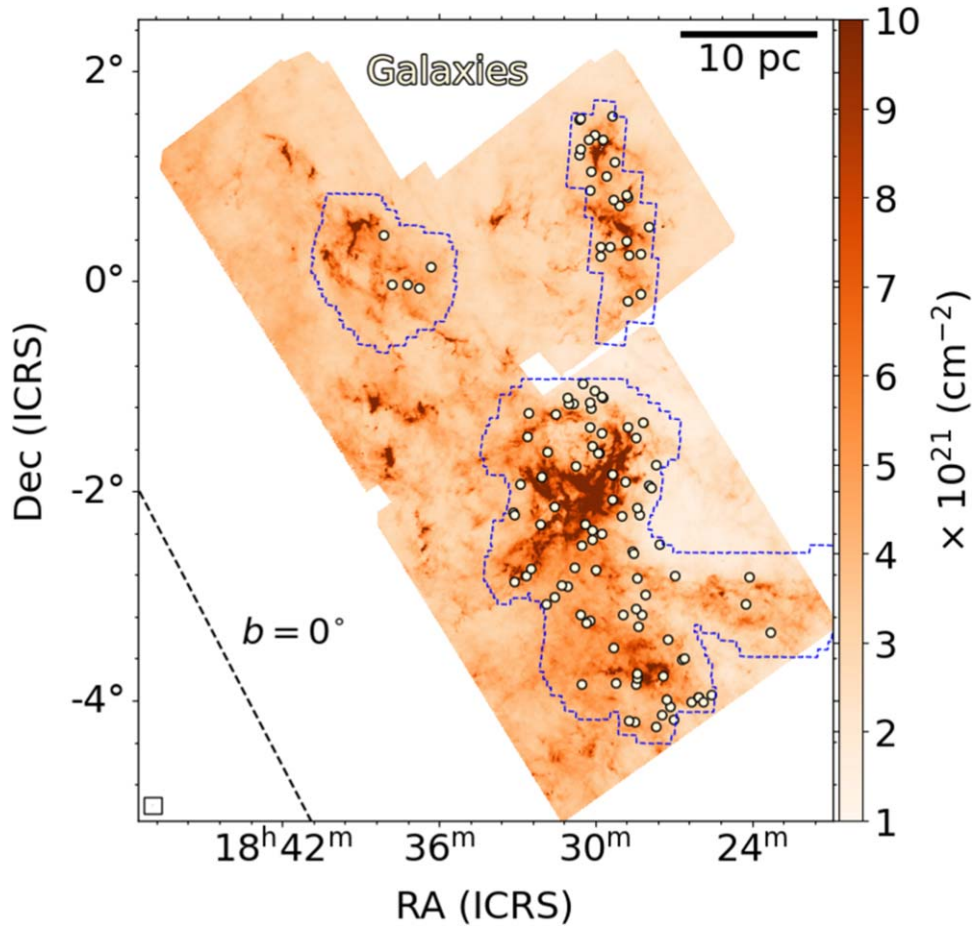 Galaxies
10 pc
2°
0°
-2°
-4°
Dec (ICRS)
b = 0°
18ʰ42ᵐ
36ᵐ
30ᵐ
24ᵐ
RA (ICRS)
10
9
8
7
6
5
4
3
2
1
× 10²¹ (cm⁻²)